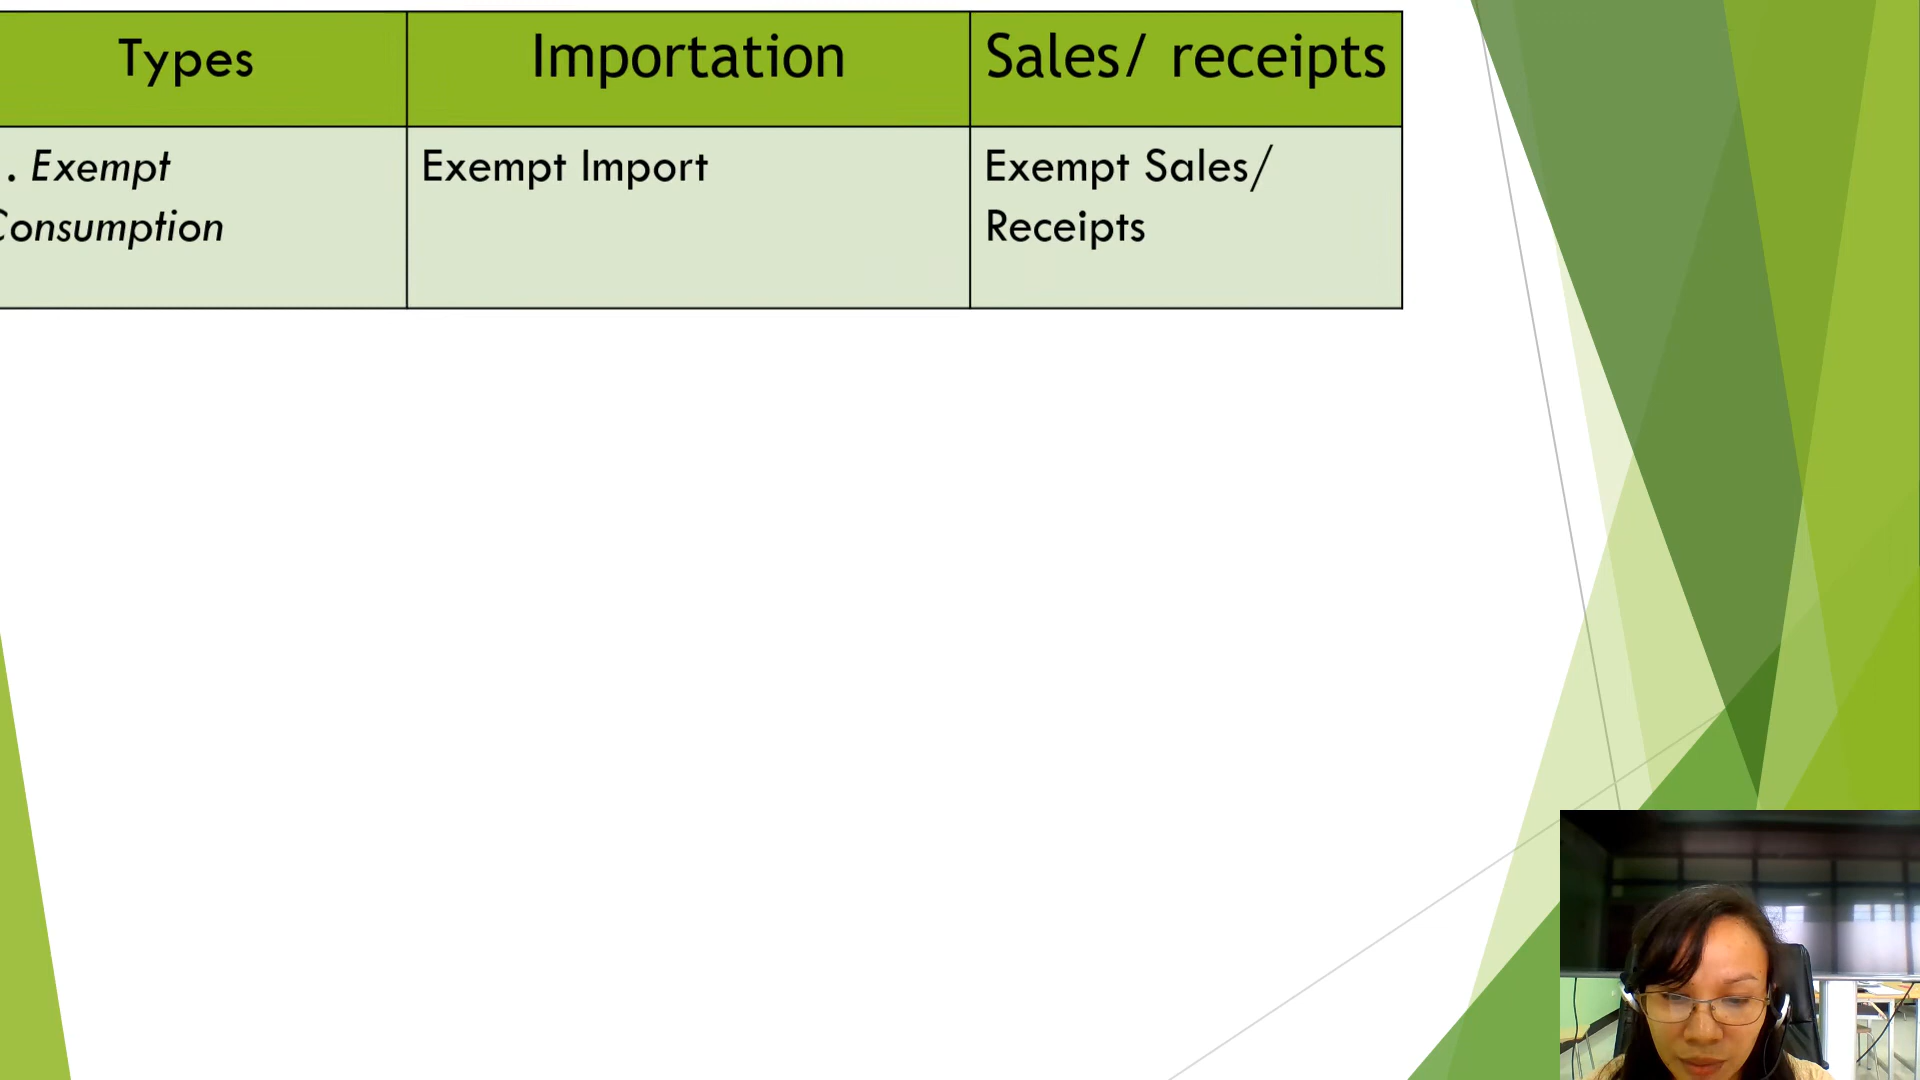 Types Importation Sales/ receipts
. Exempt Exempt Import Exempt Sales/
Consumption Receipts